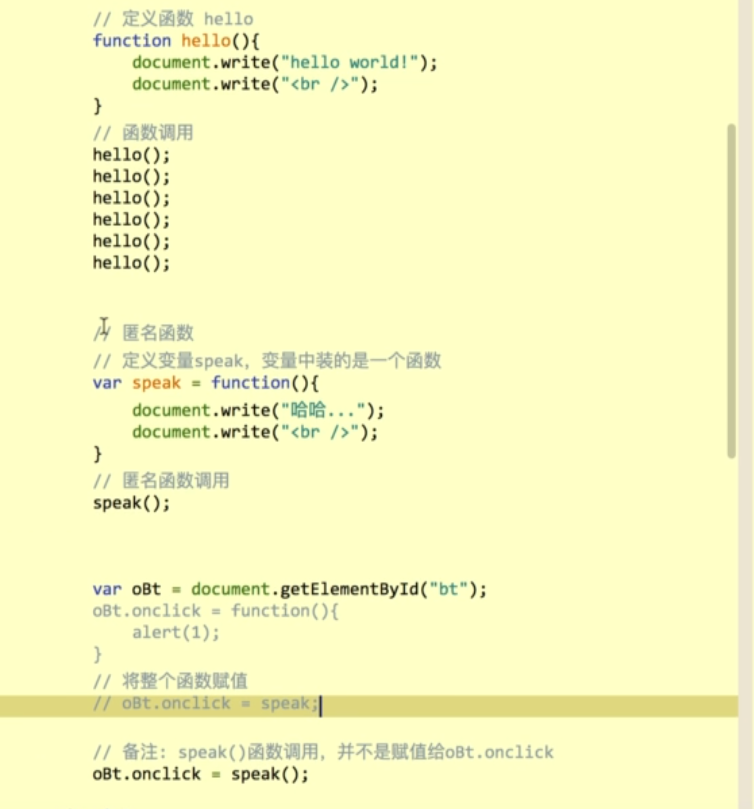 // 定义函数 hello
function hello(){
    document.write("hello world!");
    document.write("<br />");
}
// 函数调用
hello();
hello();
hello();
hello();
hello();
hello();
// 匿名函数
// 定义变量speak，变量中装的是一个函数
var speak = function(){
    document.write("哈哈...");
    document.write("<br />");
}
// 匿名函数调用
speak();
var oBt = document.getElementById("bt");
oBt.onclick = function(){
    alert(1);
}
// 将整个函数赋值
// oBt.onclick = speak;
// 备注: speak()函数调用，并不是赋值给oBt.onclick
oBt.onclick = speak();